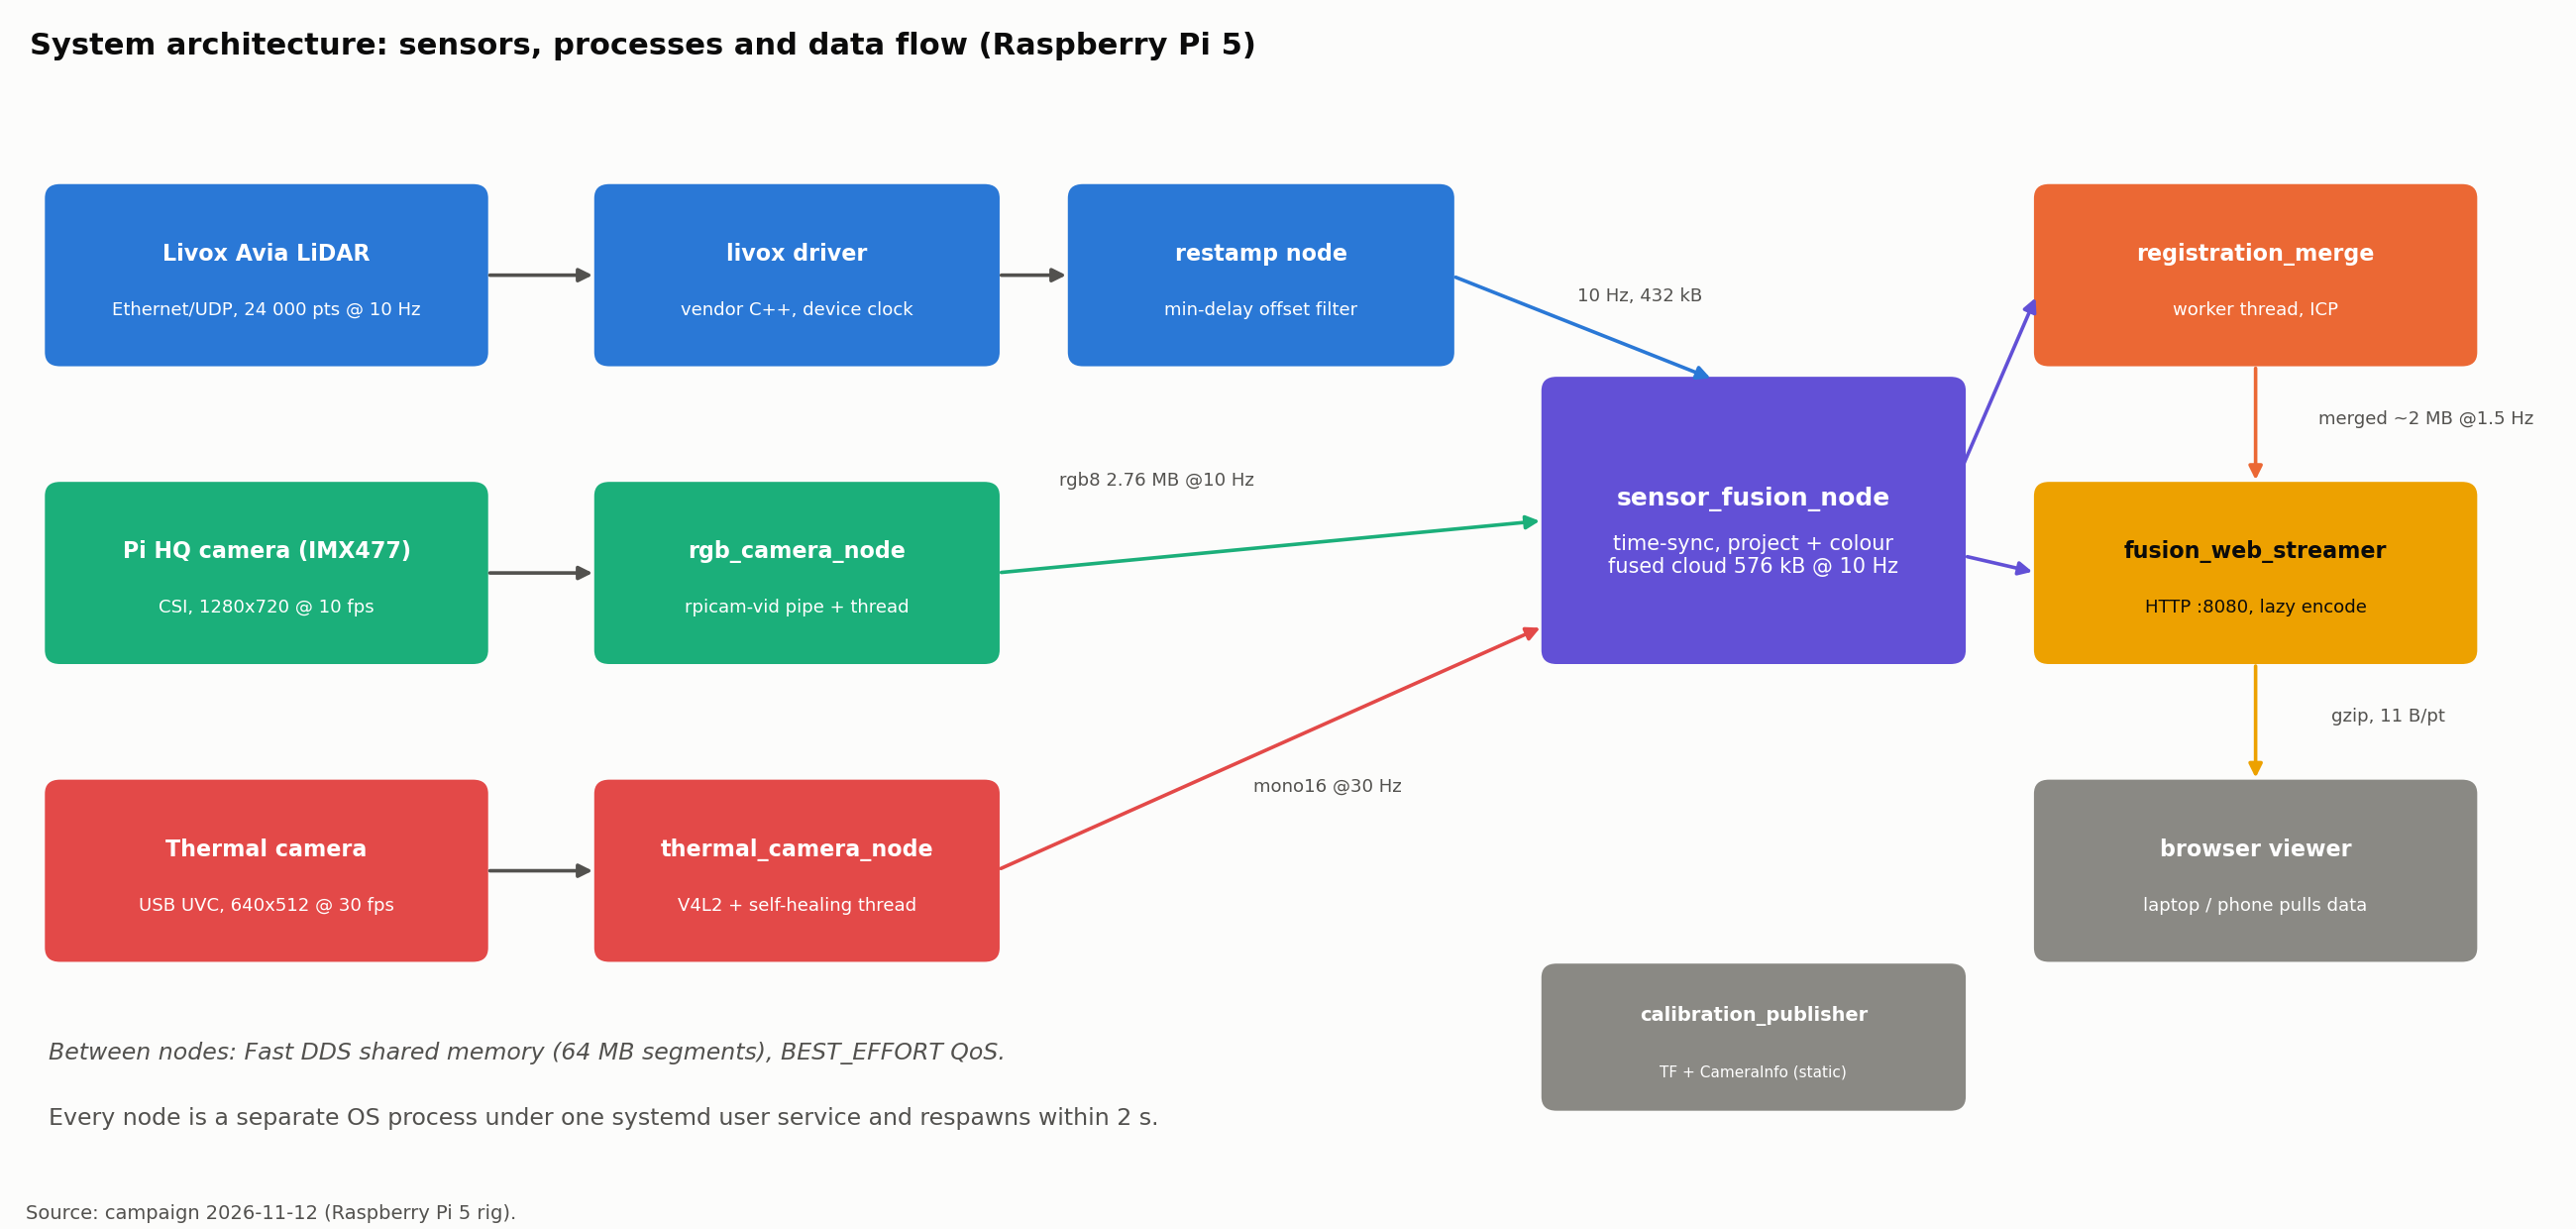 System architecture: sensors, processes and data flow (Raspberry Pi 5)
Livox Avia LiDAR
Ethernet/UDP, 24 000 pts @ 10 Hz
livox driver
vendor C++, device clock
restamp node
min-delay offset filter
10 Hz, 432 kB
registration_merge
worker thread, ICP
merged ~2 MB @1.5 Hz
Pi HQ camera (IMX477)
CSI, 1280x720 @ 10 fps
rgb_camera_node
rpicam-vid pipe + thread
rgb8 2.76 MB @10 Hz
sensor_fusion_node
time-sync, project + colour
fused cloud 576 kB @ 10 Hz
fusion_web_streamer
HTTP :8080, lazy encode
gzip, 11 B/pt
Thermal camera
USB UVC, 640x512 @ 30 fps
thermal_camera_node
V4L2 + self-healing thread
mono16 @30 Hz
browser viewer
laptop / phone pulls data
calibration_publisher
TF + CameraInfo (static)
Between nodes: Fast DDS shared memory (64 MB segments), BEST_EFFORT QoS.
Every node is a separate OS process under one systemd user service and respawns within 2 s.
Source: campaign 2026-11-12 (Raspberry Pi 5 rig).